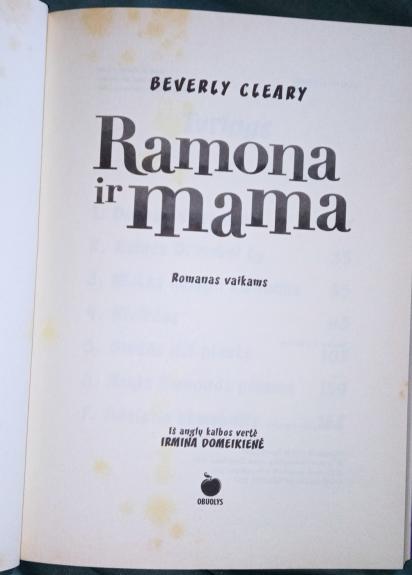 BEVERLY CLEARY
Ramona
ir mama
Romanas vaikams
Iš anglų kalbos vertė
IRMINA DOMEIKIENĖ
OBUOLYS